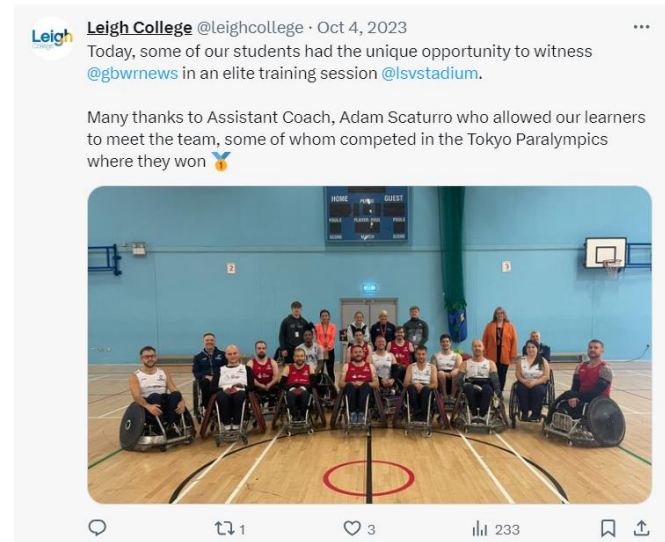 Leigh College
Leigh College @leighcollege · Oct 4, 2023
Today, some of our students had the unique opportunity to witness
@gbwrnews in an elite training session @lsvstadium.
Many thanks to Assistant Coach, Adam Scaturro who allowed our learners
to meet the team, some of whom competed in the Tokyo Paralympics
where they won 🥇
HOME GUEST
2
3
1
3
233